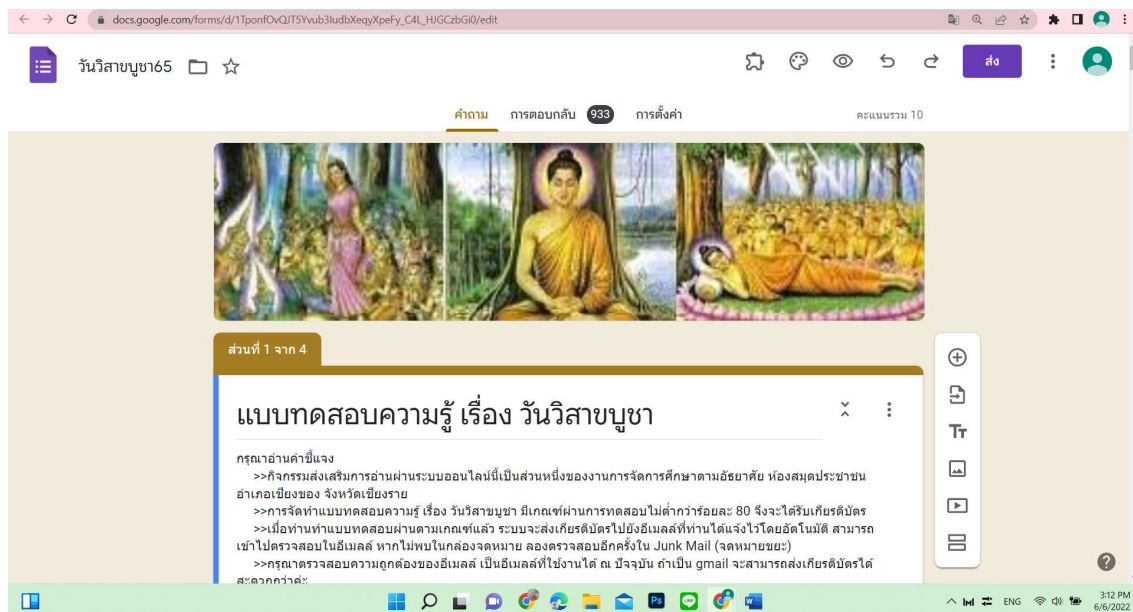 docs.google.com/forms/d/1TponfOvQJT5Yvub3IudbXeqyXpeFy_C4L_HJGCzbGi0/edit
วันวิสาขบูชา65
ส่ง
คำถาม การตอบกลับ 933 การตั้งค่า คะแนนรวม 10
ส่วนที่ 1 จาก 4
แบบทดสอบความรู้ เรื่อง วันวิสาขบูชา
กรุณาอ่านคำชี้แจง
>>กิจกรรมส่งเสริมการอ่านผ่านระบบออนไลน์นี้เป็นส่วนหนึ่งของงานการจัดการศึกษาตามอัธยาศัย ห้องสมุดประชาชน
อำเภอเชียงของ จังหวัดเชียงราย
>>การจัดทำแบบทดสอบความรู้ เรื่อง วันวิสาขบูชา มีเกณฑ์ผ่านการทดสอบไม่ต่ำกว่าร้อยละ 80 จึงจะได้รับเกียรติบัตร
>>เมื่อท่านทำแบบทดสอบผ่านตามเกณฑ์แล้ว ระบบจะส่งเกียรติบัตรไปยังอีเมลล์ที่ท่านได้แจ้งไว้โดยอัตโนมัติ สามารถ
เข้าไปตรวจสอบในอีเมลล์ หากไม่พบในกล่องจดหมาย ลองตรวจสอบอีกครั้งใน Junk Mail (จดหมายขยะ)
>>กรุณาตรวจสอบความถูกต้องของอีเมลล์ เป็นอีเมลล์ที่ใช้งานได้ ณ ปัจจุบัน ถ้าเป็น gmail จะสามารถส่งเกียรติบัตรได้
สะดวกกว่าค่ะ
Tт
Ps
W
ENG
3:12 PM
6/6/2022